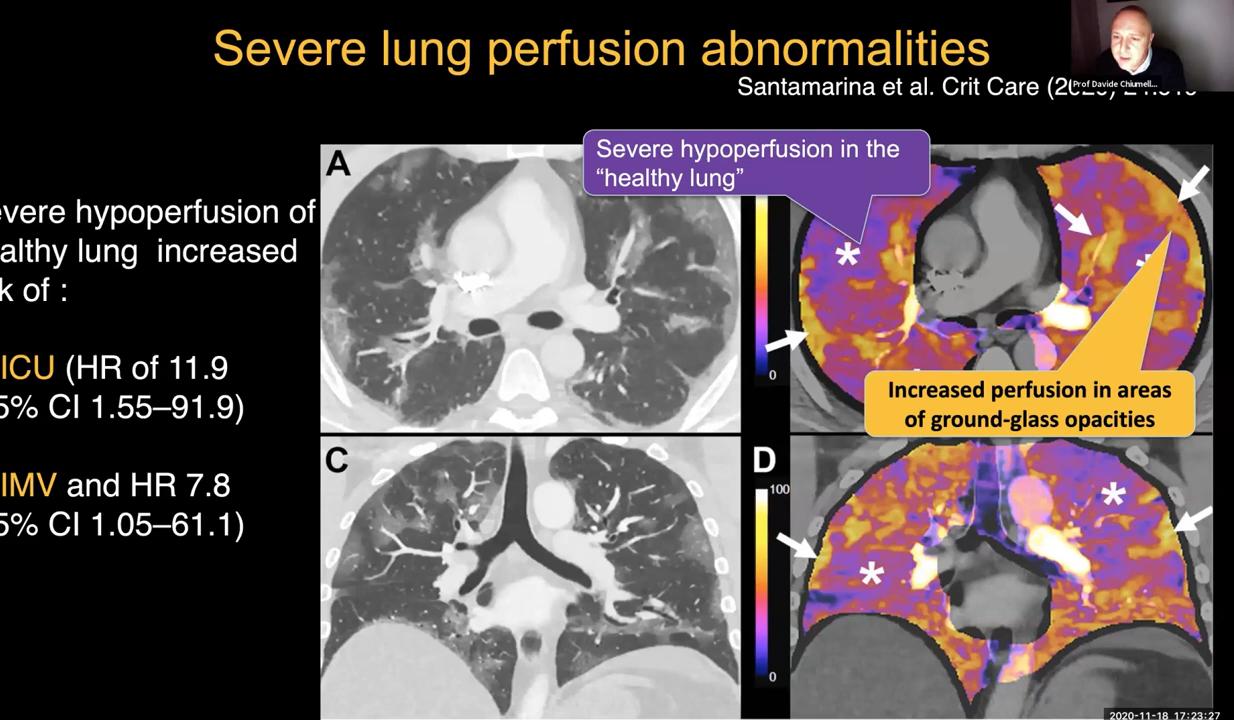 Severe lung perfusion abnormalities
Prof Davide Chiumell...
Santamarina et al. Crit Care
A
Severe hypoperfusion in the
“healthy lung”
evere hypoperfusion of
althy lung increased
k of :
ICU (HR of 11.9
5% CI 1.55–91.9)
IMV and HR 7.8
5% CI 1.05–61.1)
0
Increased perfusion in areas
of ground-glass opacities
C
D
100
0
2020-11-18 17:23:27